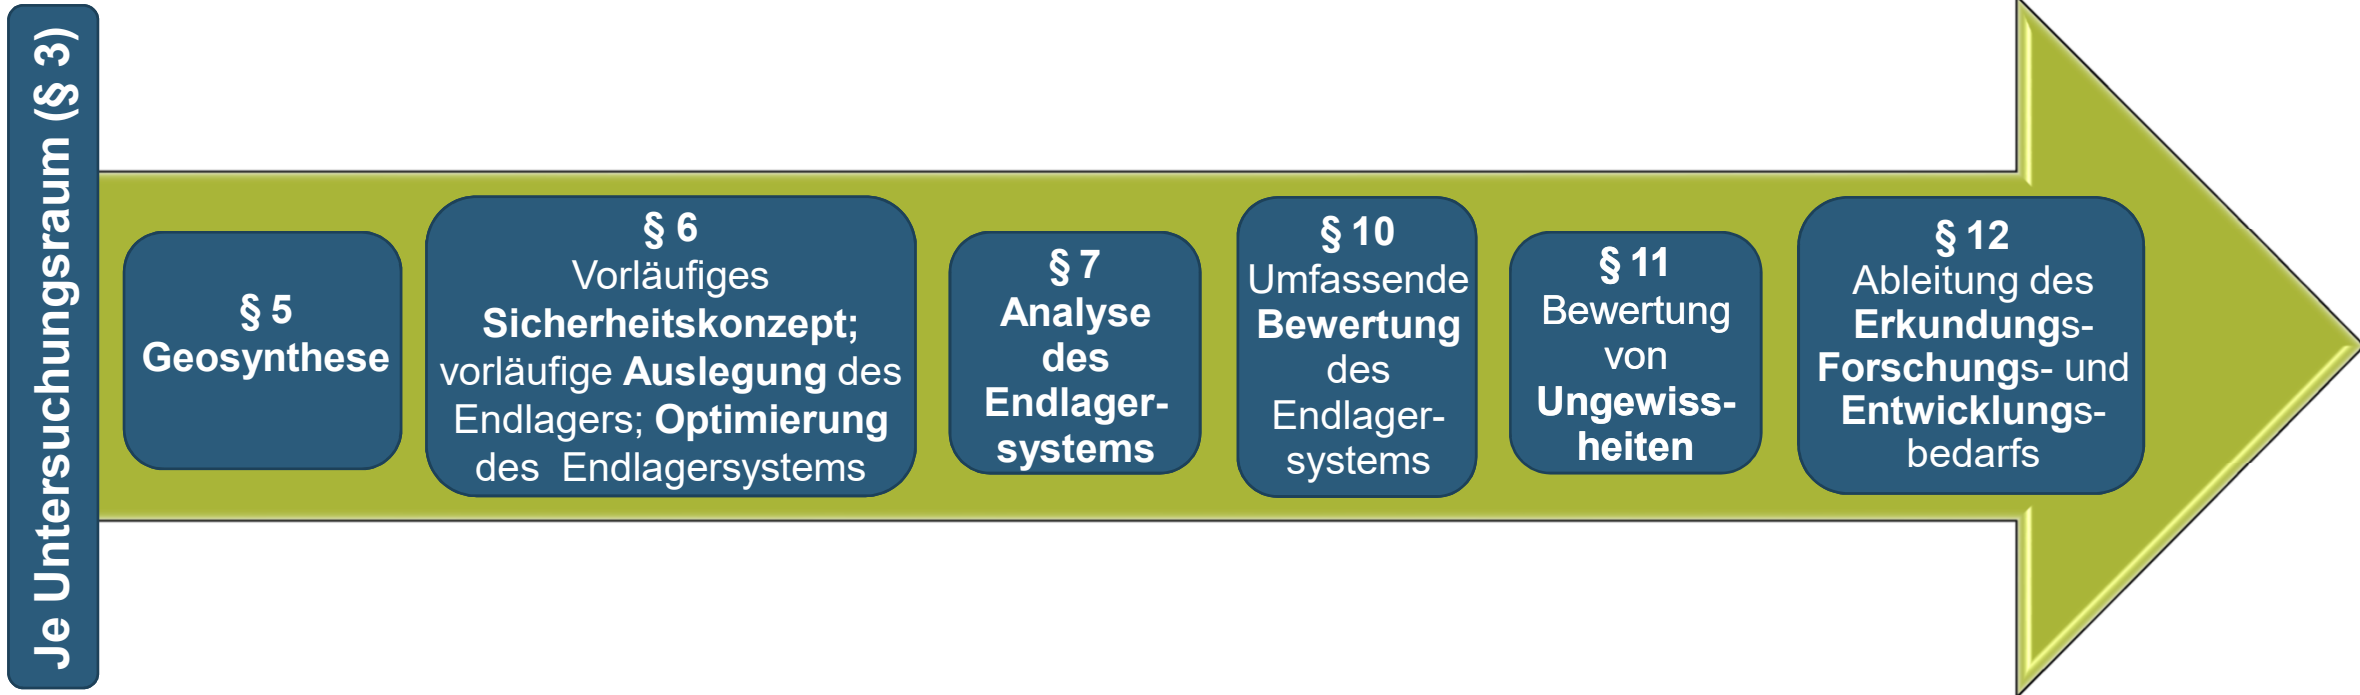 Je Untersuchungsraum (§ 3)
§ 5
Geosynthese
§ 6
Vorläufiges
Sicherheitskonzept;
vorläufige Auslegung des
Endlagers; Optimierung
des Endlagersystems
§ 7
Analyse
des
Endlager-
systems
§ 10
Umfassende
Bewertung
des
Endlager-
systems
§ 11
Bewertung
von
Ungewiss-
heiten
§ 12
Ableitung des
Erkundungs-
Forschungs- und
Entwicklungs-
bedarfs